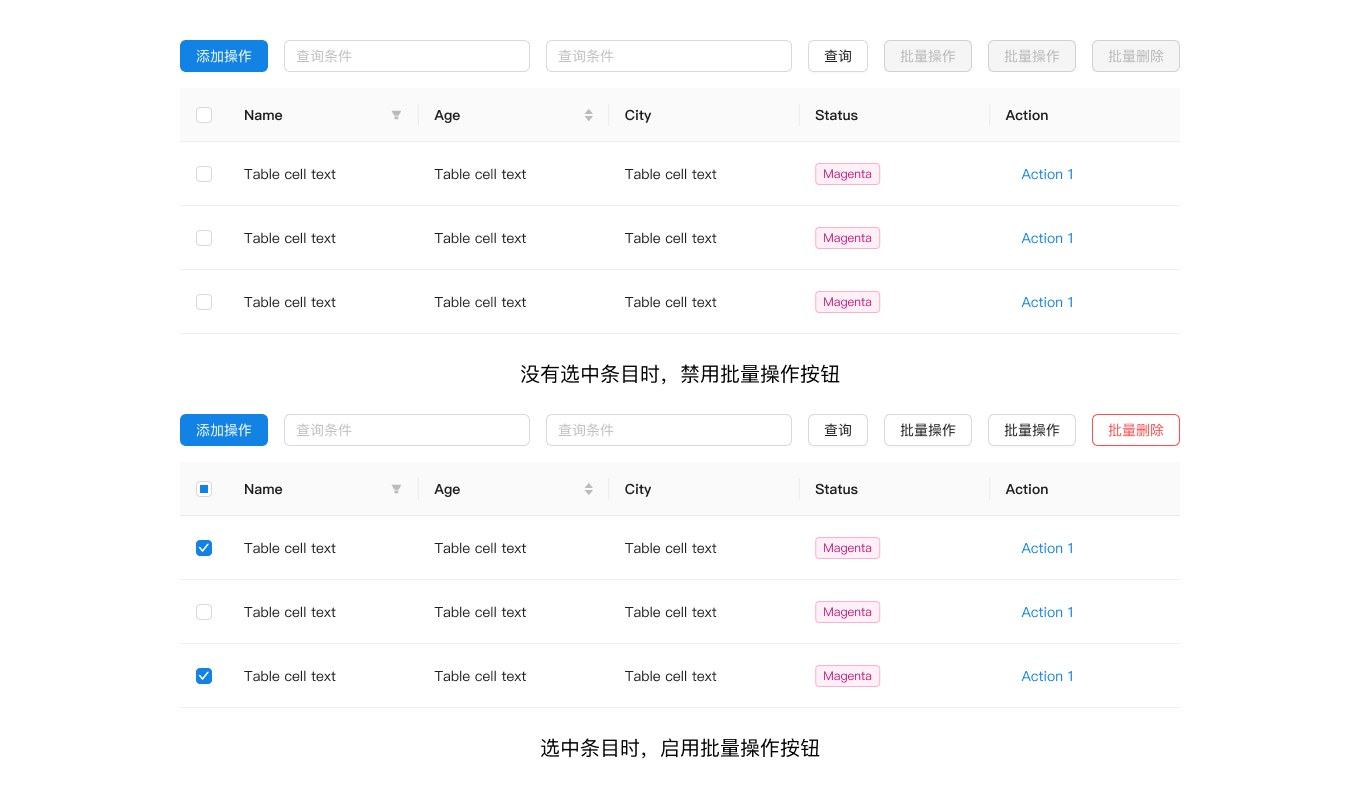 添加操作 查询条件 查询条件 查询 批量操作 批量操作 批量删除
Name Age City Status Action
Table cell text Table cell text Table cell text Magenta Action 1
Table cell text Table cell text Table cell text Magenta Action 1
Table cell text Table cell text Table cell text Magenta Action 1
没有选中条目时，禁用批量操作按钮
添加操作 查询条件 查询条件 查询 批量操作 批量操作 批量删除
Name Age City Status Action
Table cell text Table cell text Table cell text Magenta Action 1
Table cell text Table cell text Table cell text Magenta Action 1
Table cell text Table cell text Table cell text Magenta Action 1
选中条目时，启用批量操作按钮